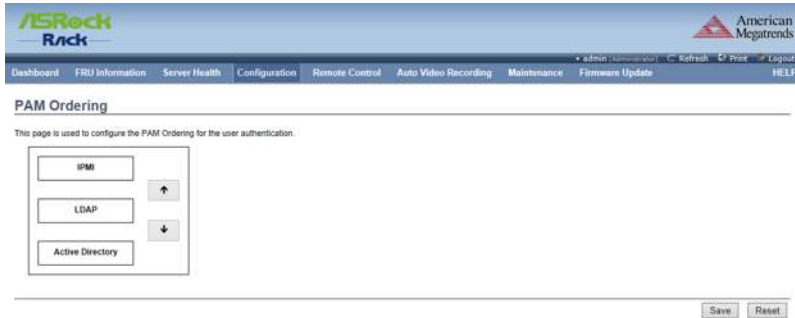 ASRock
Rack
American
Megatrends
• admin (Administrator) Refresh Print Logout
Dashboard FRU Information Server Health Configuration Remote Control Auto Video Recording Maintenance Firmware Update HELP
PAM Ordering
This page is used to configure the PAM Ordering for the user authentication.
IPMI
LDAP
Active Directory
Save Reset